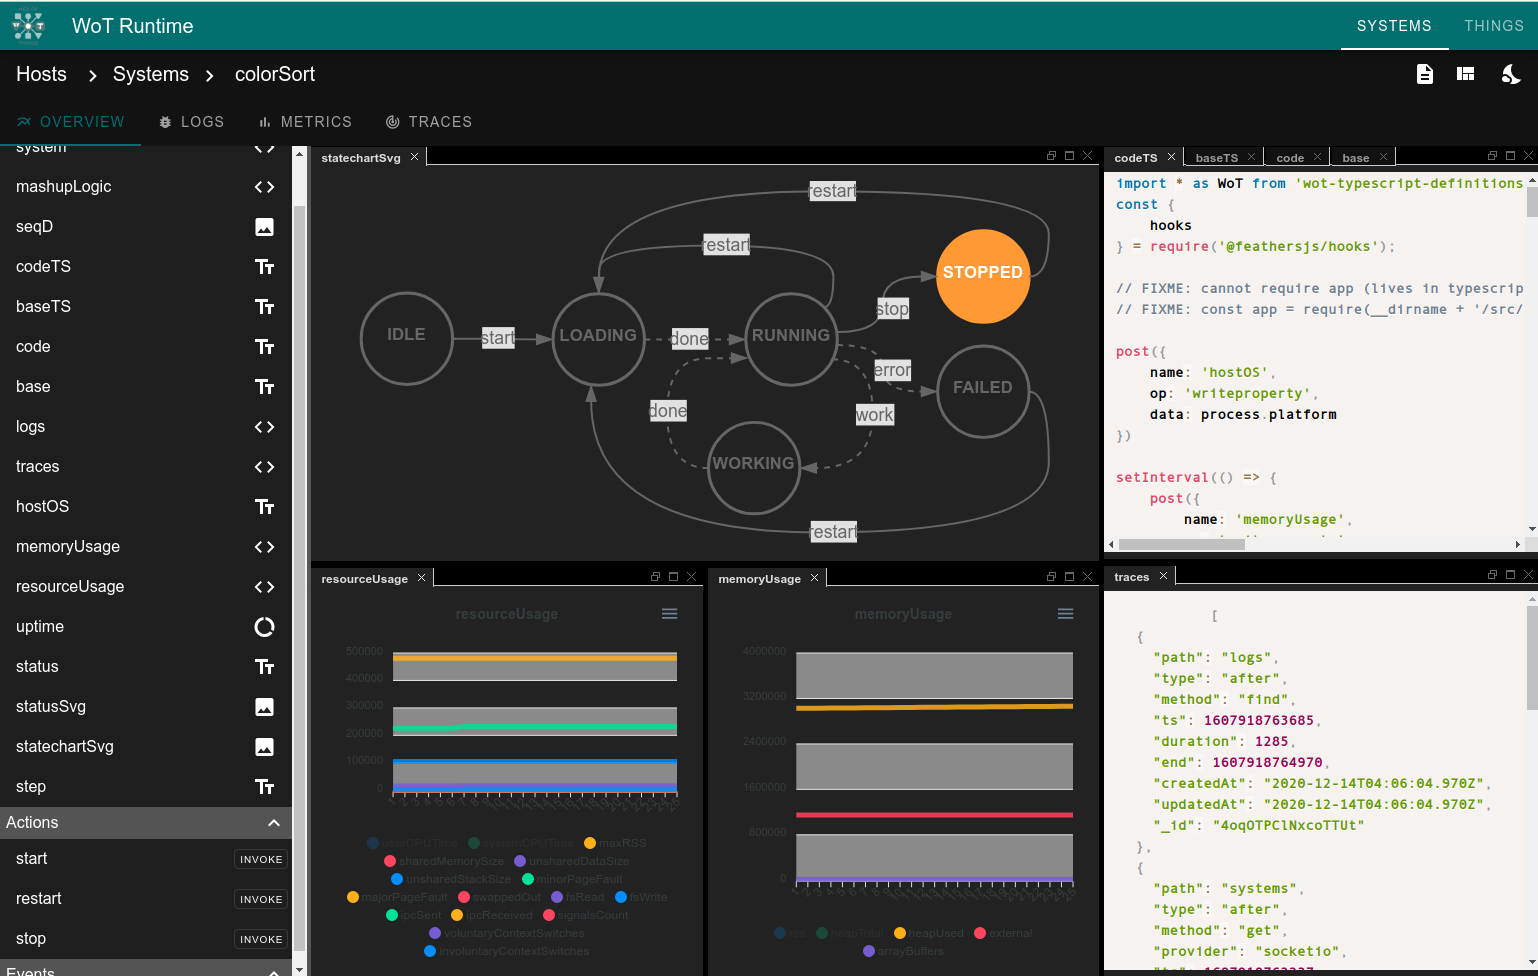 WoT Runtime
SYSTEMS
THINGS
Hosts
Systems
colorSort
OVERVIEW
LOGS
METRICS
TRACES
system
mashupLogic
seqD
codeTS
baseTS
code
base
logs
traces
hostOS
memoryUsage
resourceUsage
uptime
status
statusSvg
statechartSvg
step
Actions
start INVOKE
restart INVOKE
stop INVOKE
Events
statechartSvg
restart
restart
STOPPED
stop
IDLE
start
LOADING
done
RUNNING
error
FAILED
done
work
WORKING
restart
resourceUsage
resourceUsage
500000
400000
300000
200000
100000
0
userCPUTime systemCPUTime maxRSS
sharedMemorySize unsharedDataSize
unsharedStackSize minorPageFault
majorPageFault swappedOut fsRead fsWrite
ipcSent ipcReceived signalsCount
voluntaryContextSwitches
involuntaryContextSwitches
memoryUsage
memoryUsage
4000000
3200000
2400000
1600000
800000
0
rss heapTotal heapUsed external
arrayBuffers
codeTS
baseTS
code
base
import * as WoT from 'wot-typescript-definitions
const {
hooks
} = require('@feathersjs/hooks');
// FIXME: cannot require app (lives in typescrip
// FIXME: const app = require(__dirname + '/src/
post({
name: 'hostOS',
op: 'writeproperty',
data: process.platform
})
setInterval(() => {
post({
name: 'memoryUsage',
traces
[
{
"path": "logs",
"type": "after",
"method": "find",
"ts": 1607918763685,
"duration": 1285,
"end": 1607918764970,
"createdAt": "2020-12-14T04:06:04.970Z",
"updatedAt": "2020-12-14T04:06:04.970Z",
"_id": "4oqOTPClNxcoTTUt"
},
{
"path": "systems",
"type": "after",
"method": "get",
"provider": "socketio",